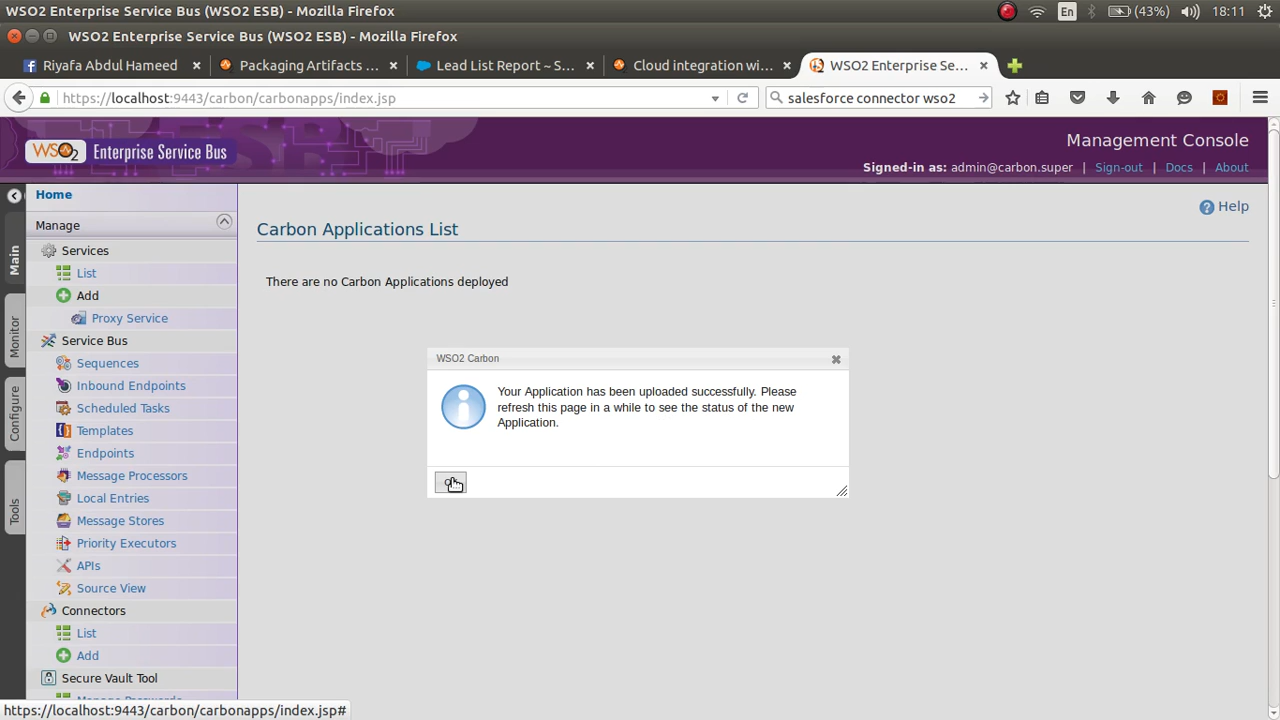 WSO2 Enterprise Service Bus (WSO2 ESB) - Mozilla Firefox
En
(43%)
18:11
WSO2 Enterprise Service Bus (WSO2 ESB) - Mozilla Firefox
Riyafa Abdul Hameed
Packaging Artifacts ...
Lead List Report ~ S...
Cloud integration wi...
WSO2 Enterprise Se...
https://localhost:9443/carbon/carbonapps/index.jsp
salesforce connector wso2
WSO2 Enterprise Service Bus
Management Console
Signed-in as: admin@carbon.super | Sign-out | Docs | About
Main
Monitor
Configure
Tools
Home
Manage
Services
List
Add
Proxy Service
Service Bus
Sequences
Inbound Endpoints
Scheduled Tasks
Templates
Endpoints
Message Processors
Local Entries
Message Stores
Priority Executors
APIs
Source View
Connectors
List
Add
Secure Vault Tool
Manage Passwords
Help
Carbon Applications List
There are no Carbon Applications deployed
WSO2 Carbon
Your Application has been uploaded successfully. Please
refresh this page in a while to see the status of the new
Application.
https://localhost:9443/carbon/carbonapps/index.jsp#